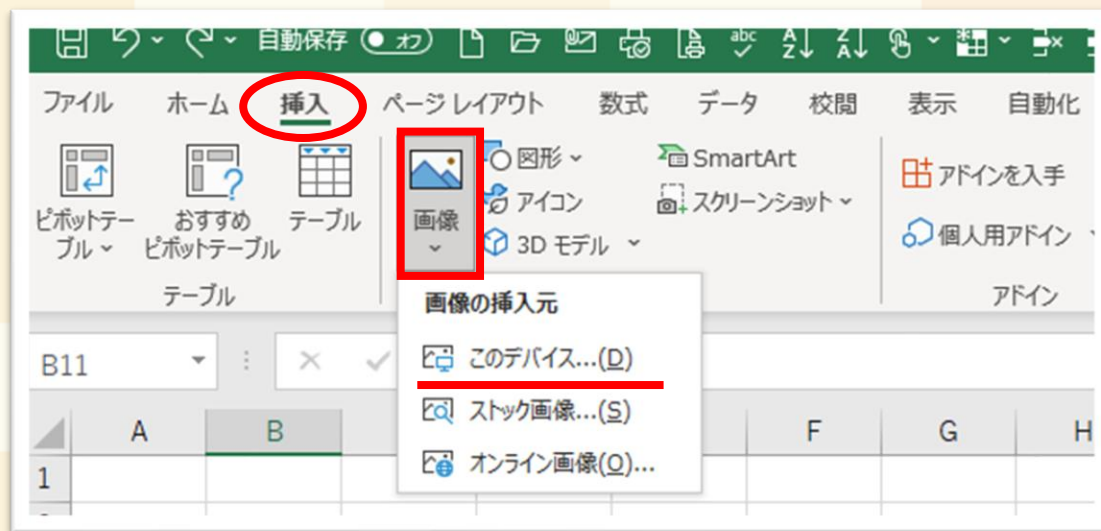 自動保存 オフ abc A Z Z A
ファイル ホーム 挿入 ページ レイアウト 数式 データ 校閲 表示 自動化
ピボットテー
ブル
おすすめ
ピボットテーブル
テーブル
テーブル
画像
図形
アイコン
3D モデル
SmartArt
スクリーンショット
アドインを入手
個人用アドイン
アドイン
画像の挿入元
このデバイス...(D)
ストック画像...(S)
オンライン画像(O)...
B11
A B F G H
1